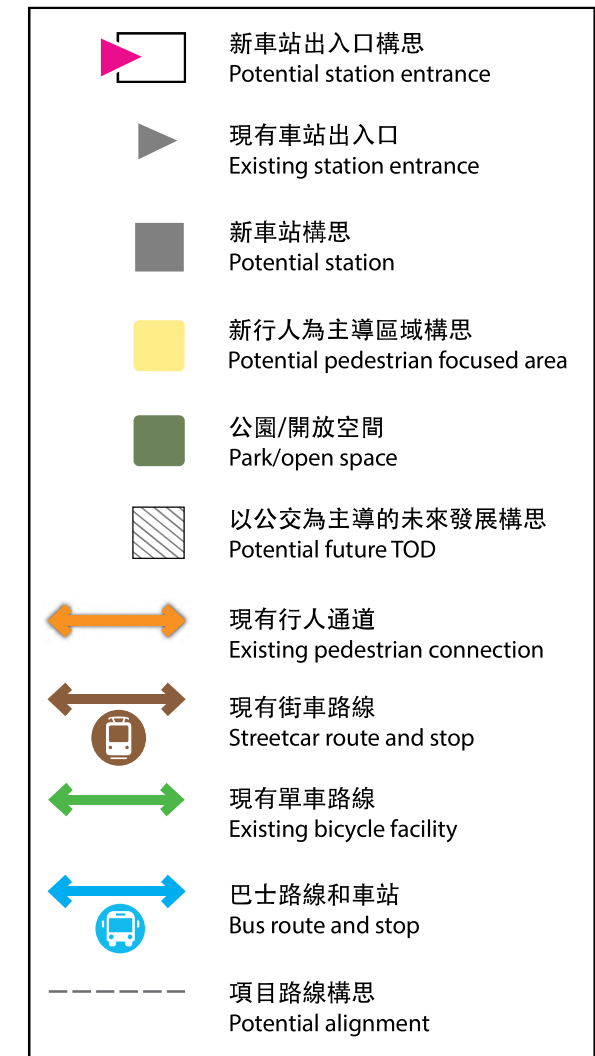 新車站出入口構思
Potential station entrance
現有車站出入口
Existing station entrance
新車站構思
Potential station
新行人為主導區域構思
Potential pedestrian focused area
公園/開放空間
Park/open space
以公交為主導的未來發展構思
Potential future TOD
現有行人通道
Existing pedestrian connection
現有街車路線
Streetcar route and stop
現有單車路線
Existing bicycle facility
巴士路線和車站
Bus route and stop
項目路線構思
Potential alignment